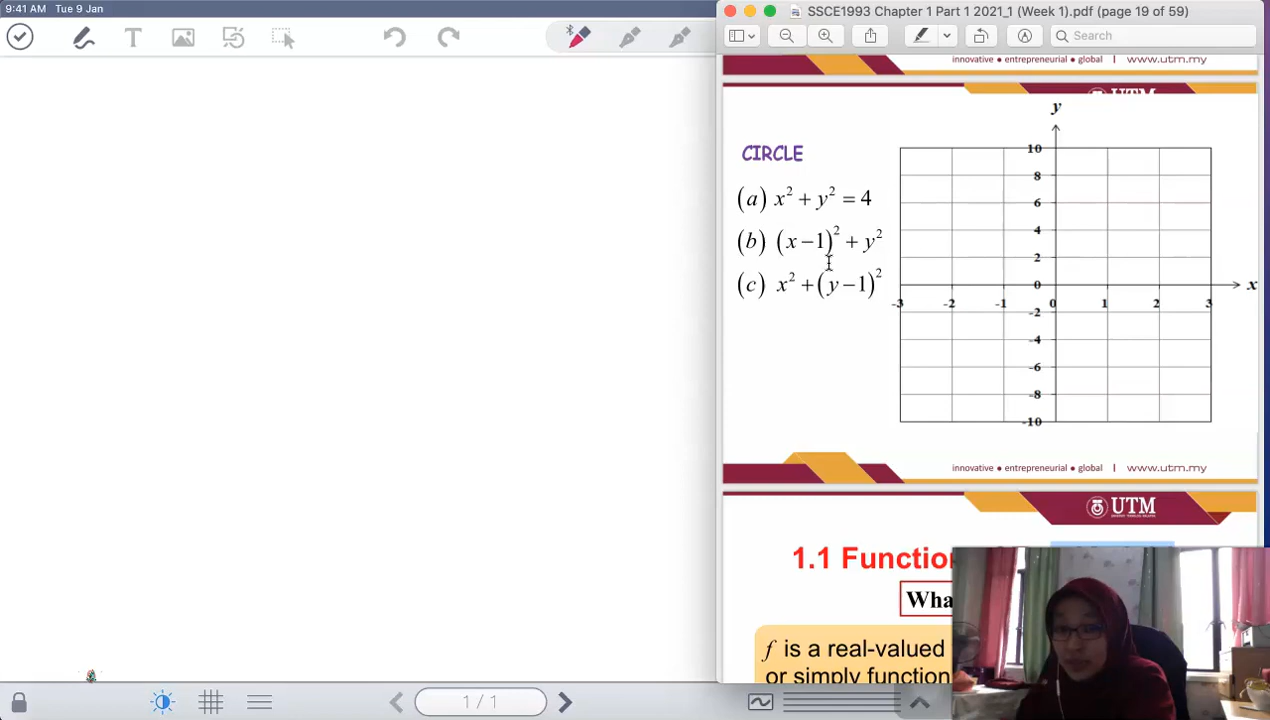 9:41 AM Tue 9 Jan
SSCE1993 Chapter 1 Part 1 2021_1 (Week 1).pdf (page 19 of 59)
Search
innovative ● entrepreneurial ● global | www.utm.my
UTM
CIRCLE
(a) x² + y² = 4
(b) (x − 1)² + y²
(c) x² + (y − 1)²
y
10
8
6
4
2
0
-3 -2 -1 0 1 2 3 x
-2
-4
-6
-8
-10
innovative ● entrepreneurial ● global | www.utm.my
UTM
1.1 Function
Wha
f is a real-valued
or simply function
1 / 1